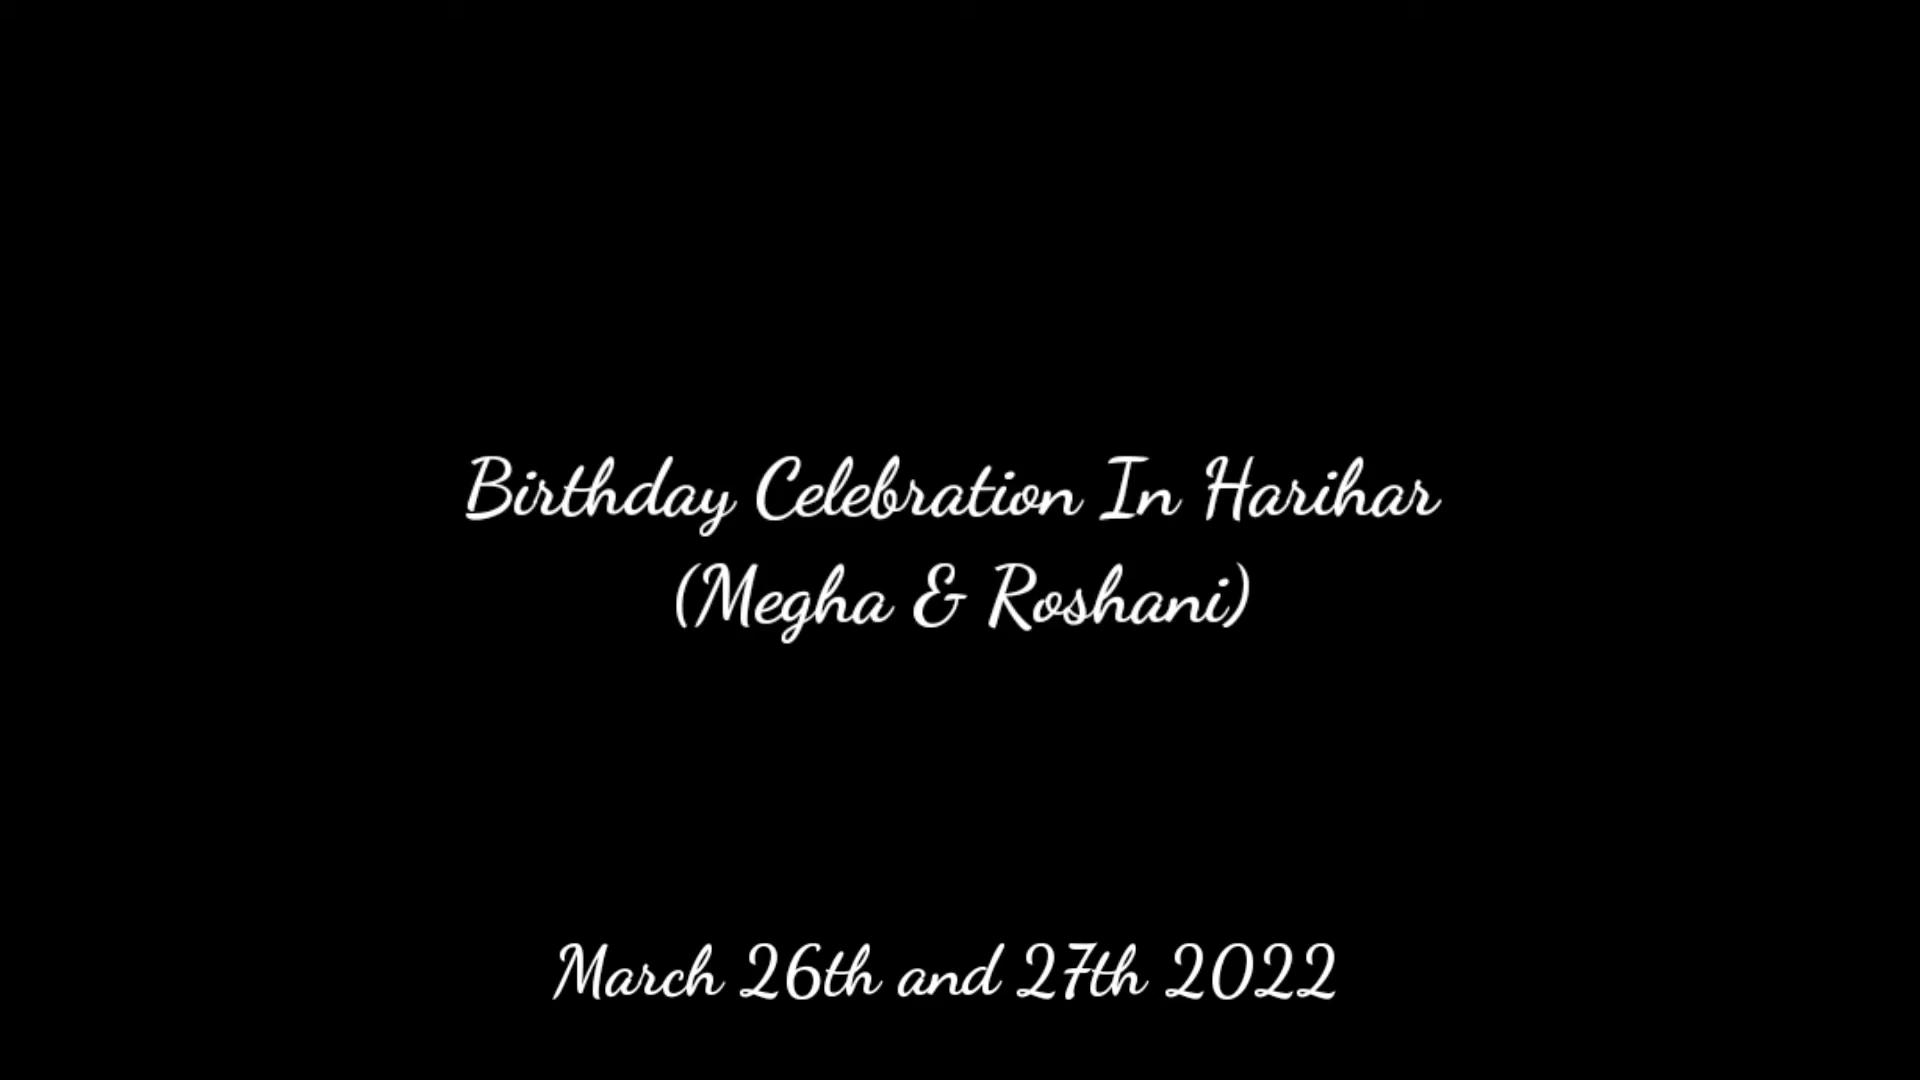 Birthday Celebration In Harihar
(Megha & Roshani)
March 26th and 27th 2022